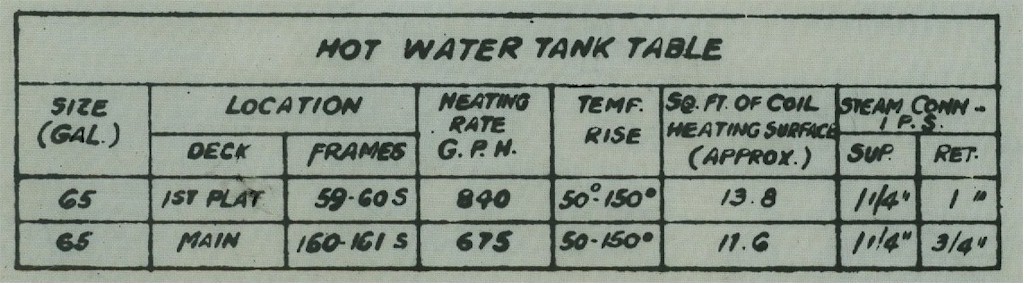 HOT WATER TANK TABLE
SIZE (GAL.) LOCATION HEATING RATE G.P.H. TEMP. RISE SQ. FT. OF COIL HEATING SURFACE (APPROX.) STEAM CONN- I P.S.
DECK FRAMES SUP. RET.
65 1ST PLAT 59-60 S 840 50°-150° 13.8 1 1/4" 1"
65 MAIN 160-161 S 675 50-150° 11.6 1 1/4" 3/4"